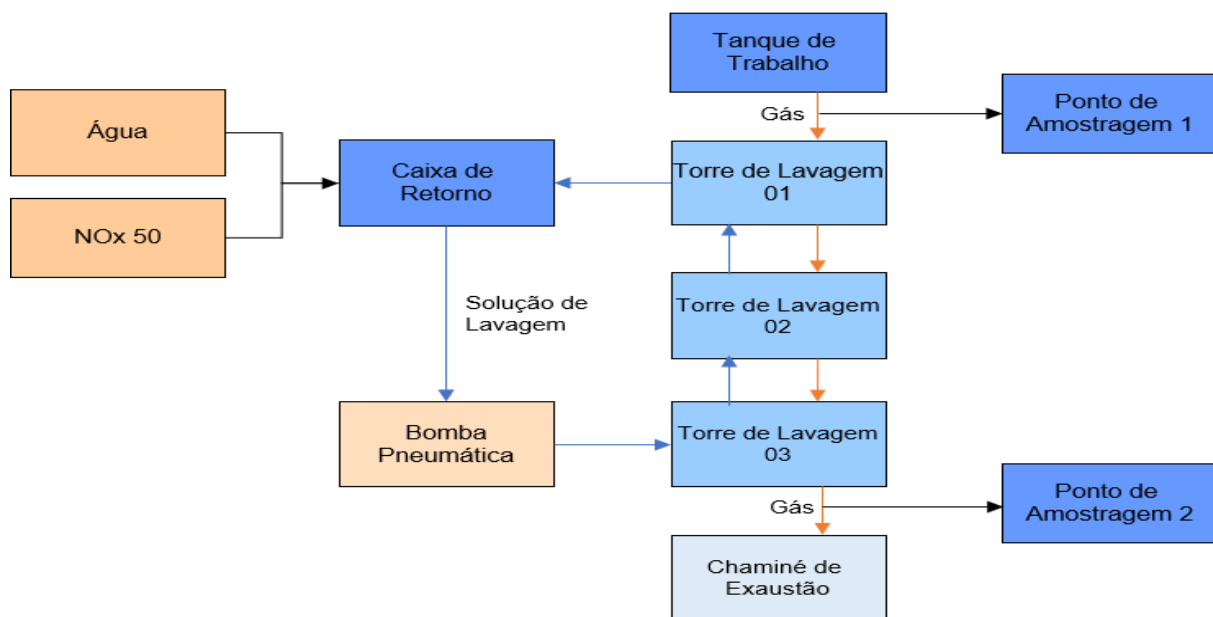 Tanque de
Trabalho
Gás
Ponto de
Amostragem 1
Água
NOx 50
Caixa de
Retorno
Torre de Lavagem
01
Solução de
Lavagem
Torre de Lavagem
02
Bomba
Pneumática
Torre de Lavagem
03
Gás
Ponto de
Amostragem 2
Chaminé de
Exaustão